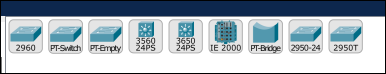 2960
PT-Switch
PT-Empty
3560
24PS
3650
24PS
IE 2000
PT-Bridge
2950-24
2950T